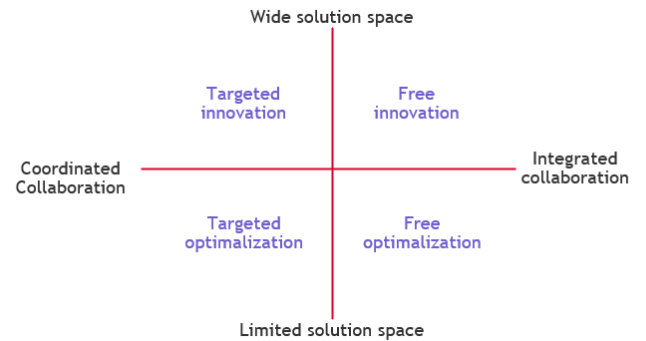 Wide solution space
Targeted
innovation
Free
innovation
Coordinated
Collaboration
Integrated
collaboration
Targeted
optimalization
Free
optimalization
Limited solution space